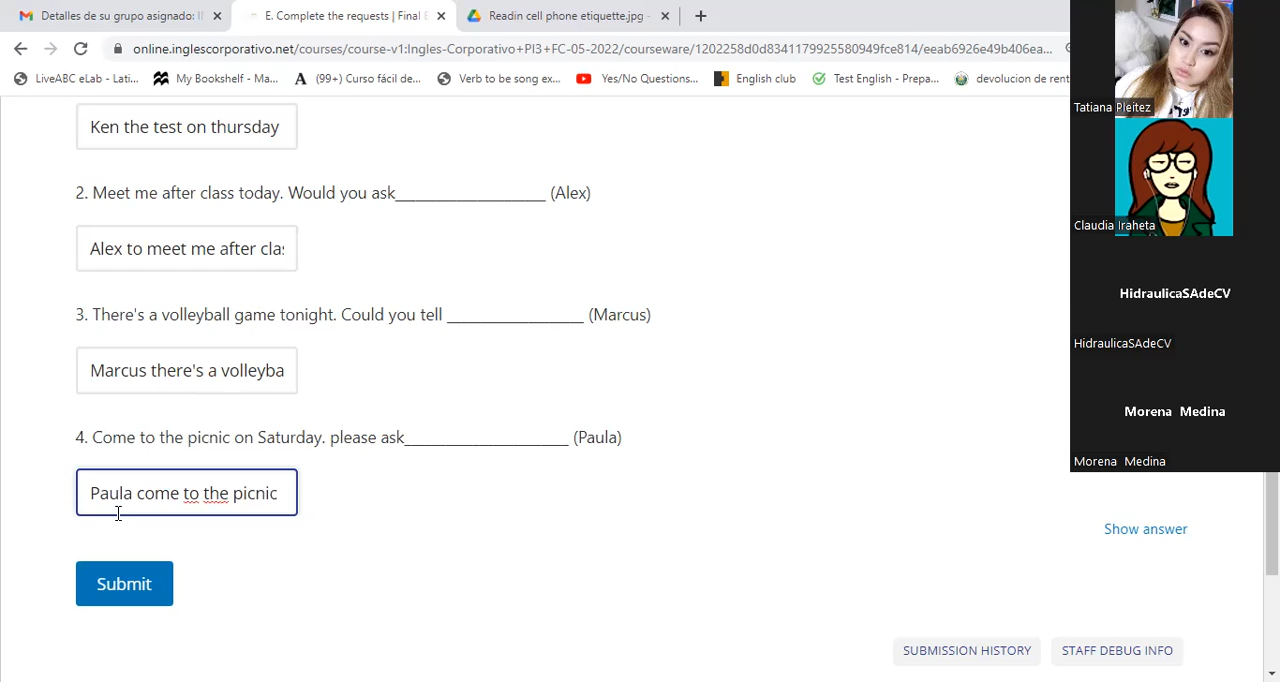 Detalles de su grupo asignado: I
E. Complete the requests | Final E
Readin cell phone etiquette.jpg -
online.inglescorporativo.net/courses/course-v1:Ingles-Corporativo+PI3+FC-05-2022/courseware/1202258d0d8341179925580949fce814/eeab6926e49b406ea...
LiveABC eLab - Lati...
My Bookshelf - Ma...
(99+) Curso fácil de...
Verb to be song ex...
Yes/No Questions...
English club
Test English - Prepa...
devolucion de rent
Ken the test on thursday
2. Meet me after class today. Would you ask_________________ (Alex)
Alex to meet me after clas
3. There's a volleyball game tonight. Could you tell ________________ (Marcus)
Marcus there's a volleyba
4. Come to the picnic on Saturday. please ask___________________ (Paula)
Paula come to the picnic
Show answer
Submit
SUBMISSION HISTORY
STAFF DEBUG INFO
Tatiana Pleitez
Claudia Iraheta
HidraulicaSAdeCV
HidraulicaSAdeCV
Morena Medina
Morena Medina